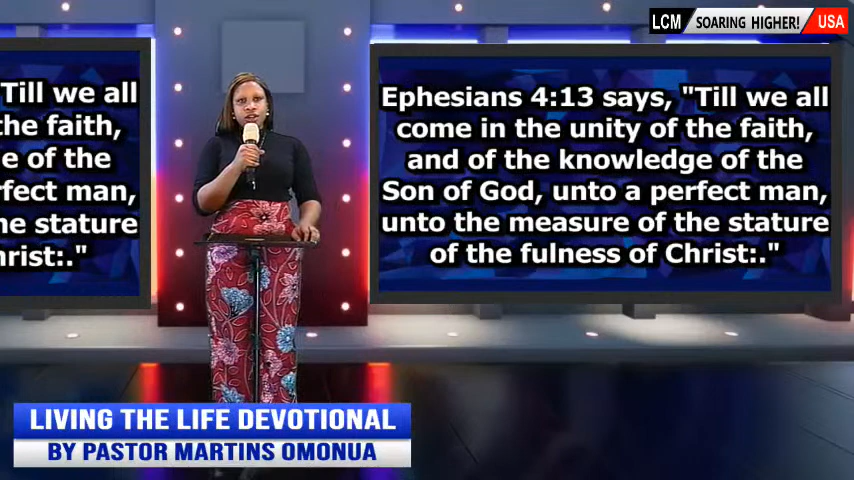 LCM SOARING HIGHER! USA
Till we all
the faith,
e of the
rfect man,
he stature
hrist:."
Ephesians 4:13 says, "Till we all
come in the unity of the faith,
and of the knowledge of the
Son of God, unto a perfect man,
unto the measure of the stature
of the fulness of Christ:."
LIVING THE LIFE DEVOTIONAL
BY PASTOR MARTINS OMONUA